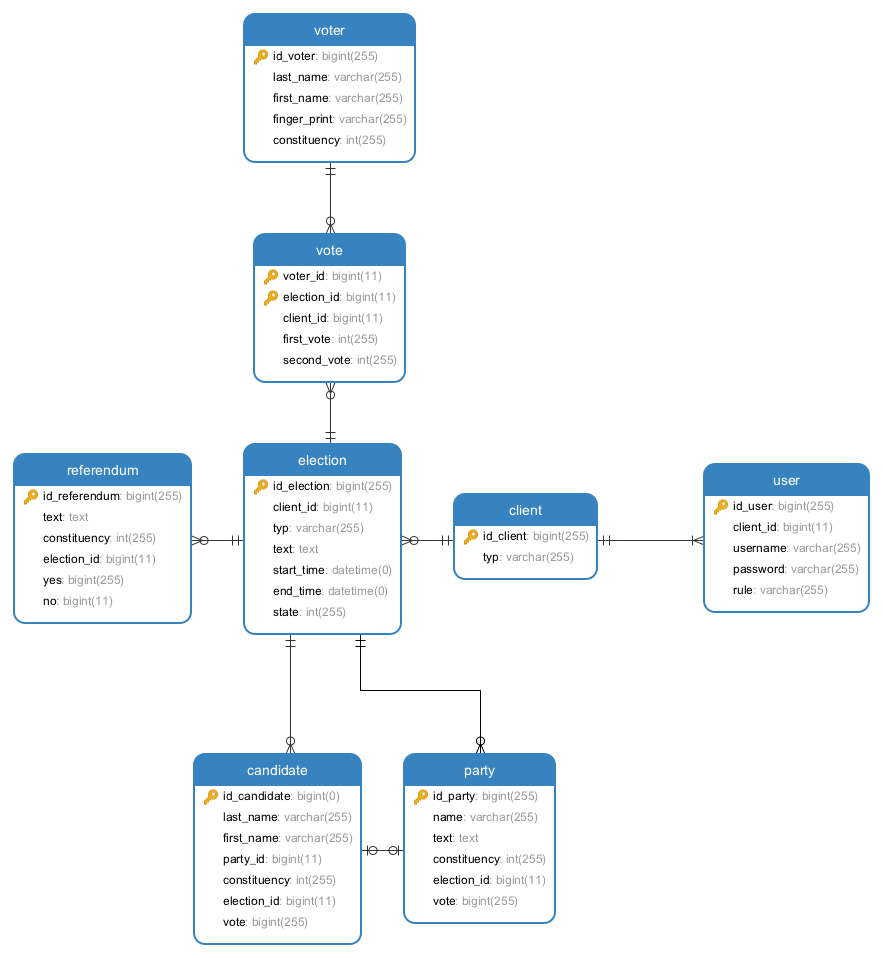 voter
id_voter: bigint(255)
last_name: varchar(255)
first_name: varchar(255)
finger_print: varchar(255)
constituency: int(255)
vote
voter_id: bigint(11)
election_id: bigint(11)
client_id: bigint(11)
first_vote: int(255)
second_vote: int(255)
referendum
id_referendum: bigint(255)
text: text
constituency: int(255)
election_id: bigint(11)
yes: bigint(255)
no: bigint(11)
election
id_election: bigint(255)
client_id: bigint(11)
typ: varchar(255)
text: text
start_time: datetime(0)
end_time: datetime(0)
state: int(255)
client
id_client: bigint(255)
typ: varchar(255)
user
id_user: bigint(255)
client_id: bigint(11)
username: varchar(255)
password: varchar(255)
rule: varchar(255)
candidate
id_candidate: bigint(0)
last_name: varchar(255)
first_name: varchar(255)
party_id: bigint(11)
constituency: int(255)
election_id: bigint(11)
vote: bigint(255)
party
id_party: bigint(255)
name: varchar(255)
text: text
constituency: int(255)
election_id: bigint(11)
vote: bigint(255)